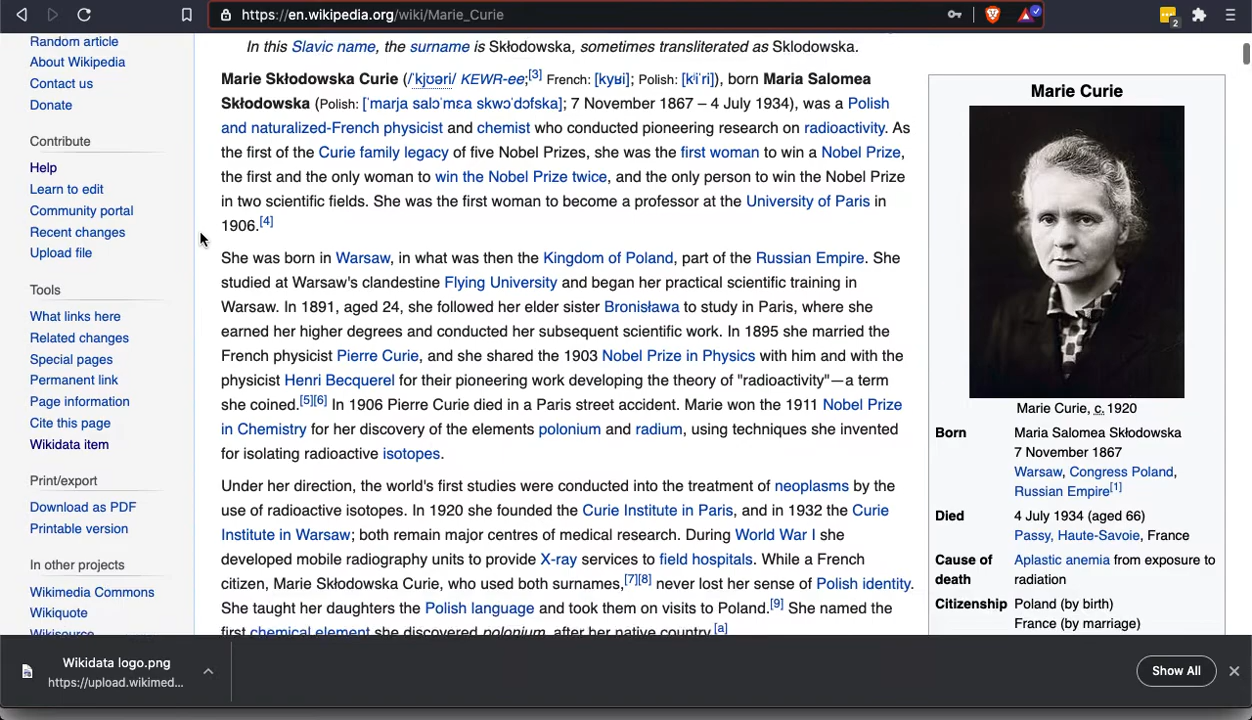 https://en.wikipedia.org/wiki/Marie_Curie
2
Random article
About Wikipedia
Contact us
Donate
Contribute
Help
Learn to edit
Community portal
Recent changes
Upload file
Tools
What links here
Related changes
Special pages
Permanent link
Page information
Cite this page
Wikidata item
Print/export
Download as PDF
Printable version
In other projects
Wikimedia Commons
Wikiquote
Wikisource
In this Slavic name, the surname is Skłodowska, sometimes transliterated as Sklodowska.
Marie Skłodowska Curie (/ˈkjʊəri/ KEWR-ee;[3] French: [kyʁi]; Polish: [kʲiˈri]), born Maria Salomea
Skłodowska (Polish: [ˈmarja salɔˈmɛa skwɔˈdɔfska]; 7 November 1867 – 4 July 1934), was a Polish
and naturalized-French physicist and chemist who conducted pioneering research on radioactivity. As
the first of the Curie family legacy of five Nobel Prizes, she was the first woman to win a Nobel Prize,
the first and the only woman to win the Nobel Prize twice, and the only person to win the Nobel Prize
in two scientific fields. She was the first woman to become a professor at the University of Paris in
1906.[4]
She was born in Warsaw, in what was then the Kingdom of Poland, part of the Russian Empire. She
studied at Warsaw's clandestine Flying University and began her practical scientific training in
Warsaw. In 1891, aged 24, she followed her elder sister Bronisława to study in Paris, where she
earned her higher degrees and conducted her subsequent scientific work. In 1895 she married the
French physicist Pierre Curie, and she shared the 1903 Nobel Prize in Physics with him and with the
physicist Henri Becquerel for their pioneering work developing the theory of "radioactivity"—a term
she coined.[5][6] In 1906 Pierre Curie died in a Paris street accident. Marie won the 1911 Nobel Prize
in Chemistry for her discovery of the elements polonium and radium, using techniques she invented
for isolating radioactive isotopes.
Under her direction, the world's first studies were conducted into the treatment of neoplasms by the
use of radioactive isotopes. In 1920 she founded the Curie Institute in Paris, and in 1932 the Curie
Institute in Warsaw; both remain major centres of medical research. During World War I she
developed mobile radiography units to provide X-ray services to field hospitals. While a French
citizen, Marie Skłodowska Curie, who used both surnames,[7][8] never lost her sense of Polish identity.
She taught her daughters the Polish language and took them on visits to Poland.[9] She named the
first chemical element she discovered polonium, after her native country.[a]
Marie Curie
Marie Curie, c. 1920
Born Maria Salomea Skłodowska
7 November 1867
Warsaw, Congress Poland,
Russian Empire[1]
Died 4 July 1934 (aged 66)
Passy, Haute-Savoie, France
Cause of Aplastic anemia from exposure to
death radiation
Citizenship Poland (by birth)
France (by marriage)
Wikidata logo.png
https://upload.wikimed...
Show All